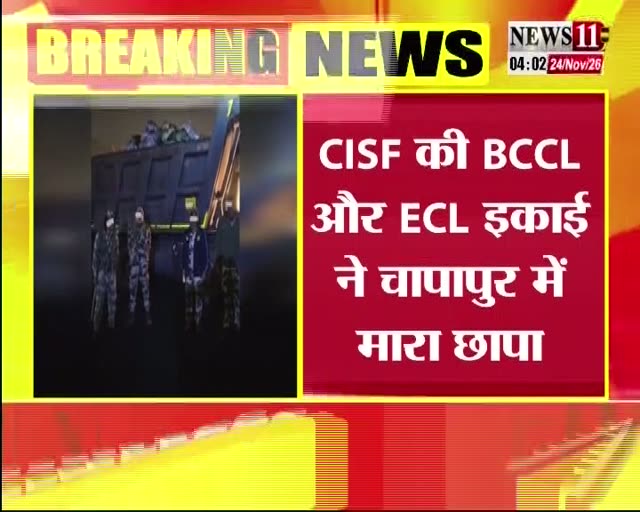 BREAKING NEWS
NEWS 11
04:02 24/Nov/26
CISF की BCCL
और ECL इकाई
ने चापापुर में
मारा छापा